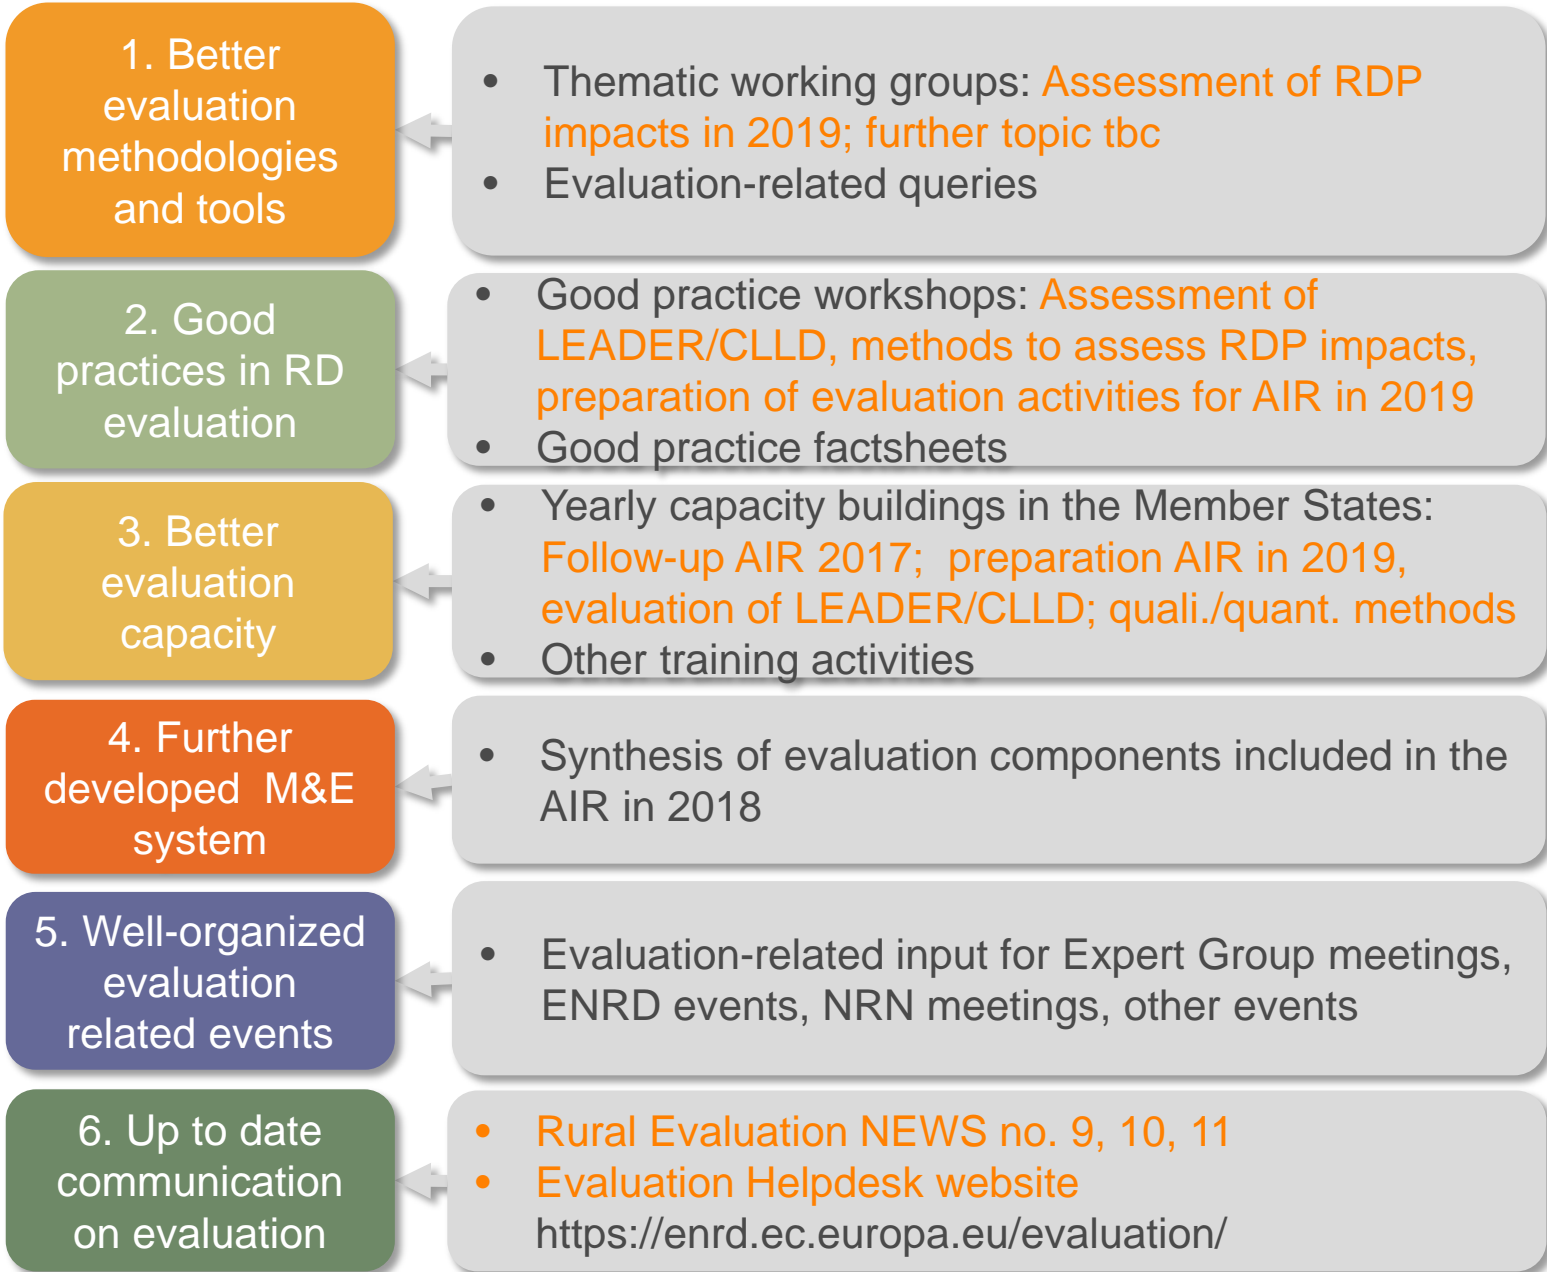 1. Better
evaluation
methodologies
and tools
• Thematic working groups: Assessment of RDP
impacts in 2019; further topic tbc
• Evaluation-related queries
2. Good
practices in RD
evaluation
• Good practice workshops: Assessment of
LEADER/CLLD, methods to assess RDP impacts,
preparation of evaluation activities for AIR in 2019
• Good practice factsheets
3. Better
evaluation
capacity
• Yearly capacity buildings in the Member States:
Follow-up AIR 2017;  preparation AIR in 2019,
evaluation of LEADER/CLLD; quali./quant. methods
• Other training activities
4. Further
developed  M&E
system
• Synthesis of evaluation components included in the
AIR in 2018
5. Well-organized
evaluation
related events
• Evaluation-related input for Expert Group meetings,
ENRD events, NRN meetings, other events
6. Up to date
communication
on evaluation
• Rural Evaluation NEWS no. 9, 10, 11
• Evaluation Helpdesk website
https://enrd.ec.europa.eu/evaluation/